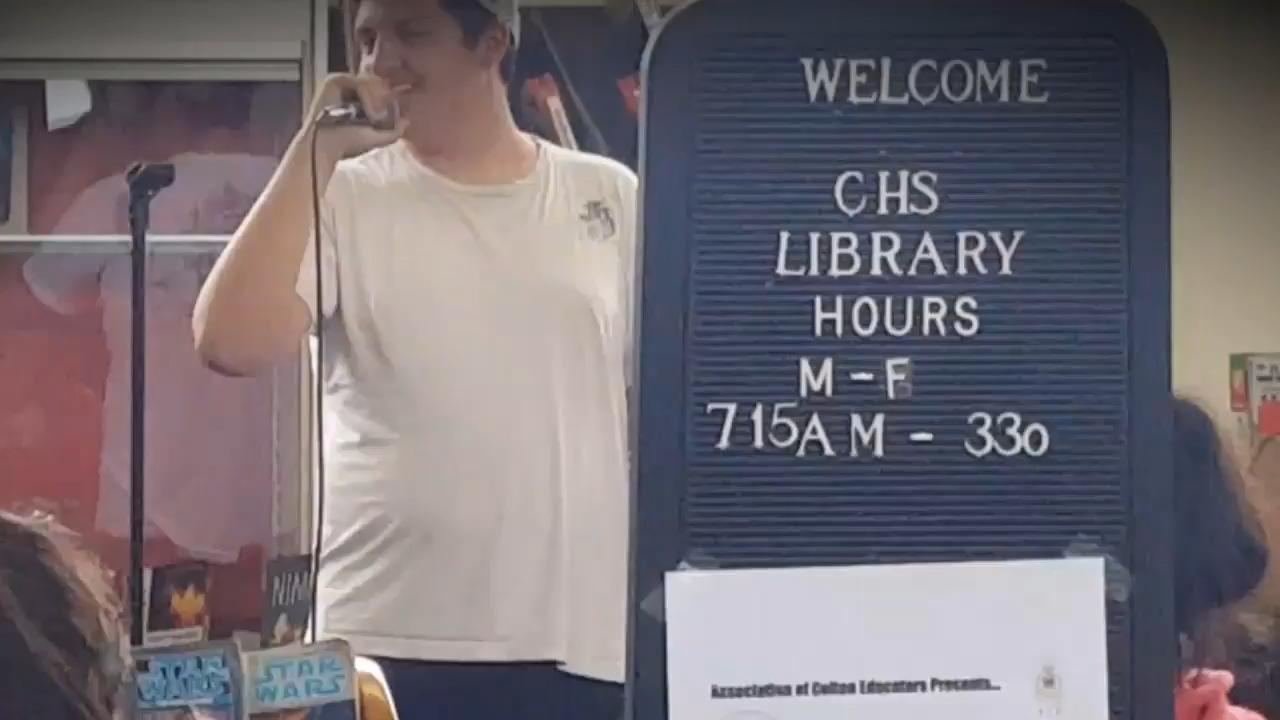 WELCOME
CHS
LIBRARY
HOURS
M - F
715AM - 330
Association of Colton Educators Presents...
STAR
WARS
STAR
WARS